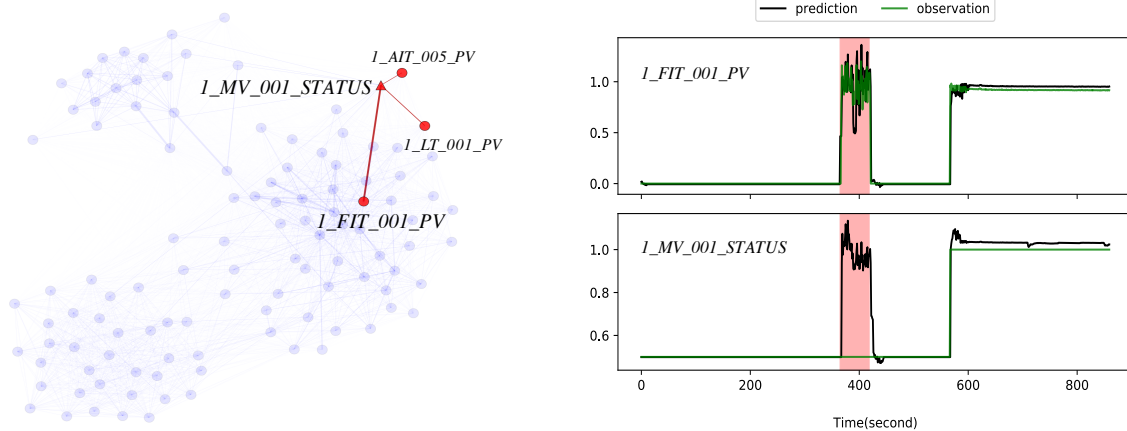 1_AIT_005_PV
1_MV_001_STATUS
1_LT_001_PV
1_FIT_001_PV
prediction
observation
1_FIT_001_PV
1.0
0.5
0.0
1_MV_001_STATUS
1.0
0.8
0.6
0
200
400
600
800
Time(second)